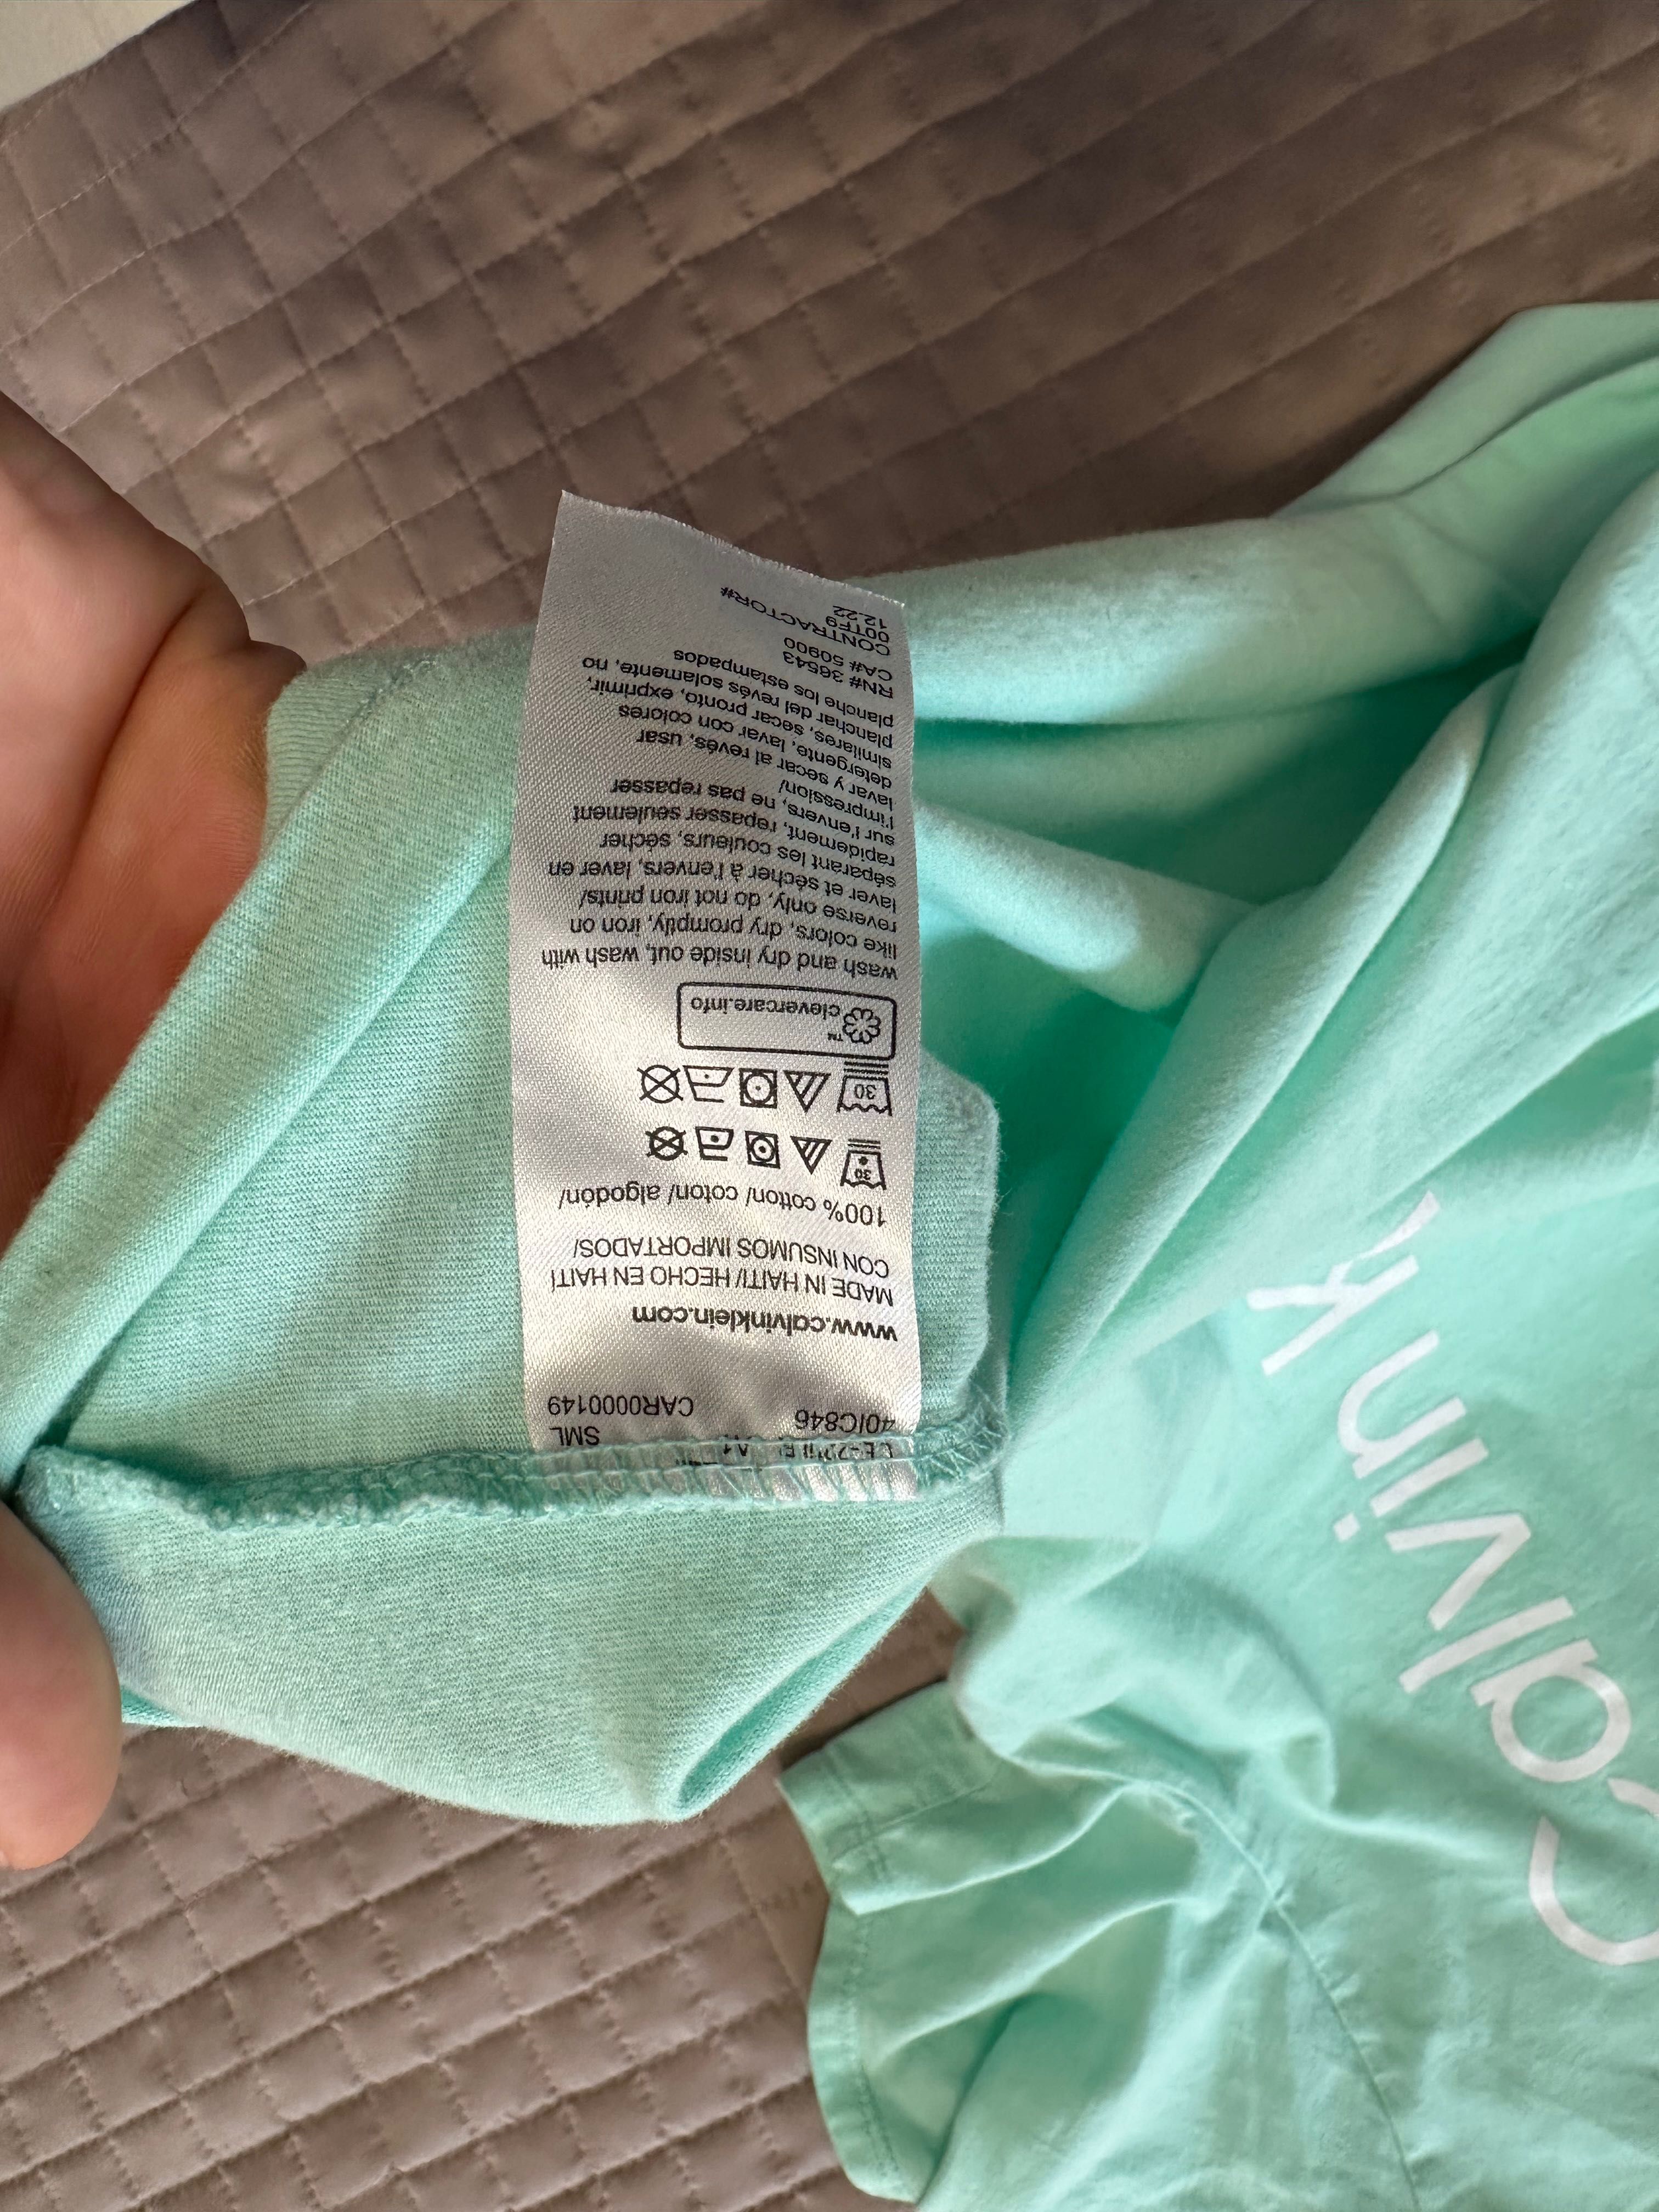 40IC846 SML
CAR0000149
www.calvinklein.com
MADE IN HAITI/ HECHO EN HAITÍ
CON INSUMOS IMPORTADOS/
100% cotton/ coton/ algodón/
30
30
clevercare.info
™
wash and dry inside out, wash with
like colors, dry promptly, iron on
reverse only, do not iron prints/
laver et sécher à l'envers, laver en
séparant les couleurs, sécher
rapidement, repasser seulement
sur l'envers, ne pas repasser
l'impression/
lavar y secar al revés, usar
detergente, lavar con colores
similares, secar pronto, exprimir,
planchar del revés solamente, no
planche los estampados
RN# 36543
CA# 50900
CONTRACTOR#
00TF9
12.22
Calvin K